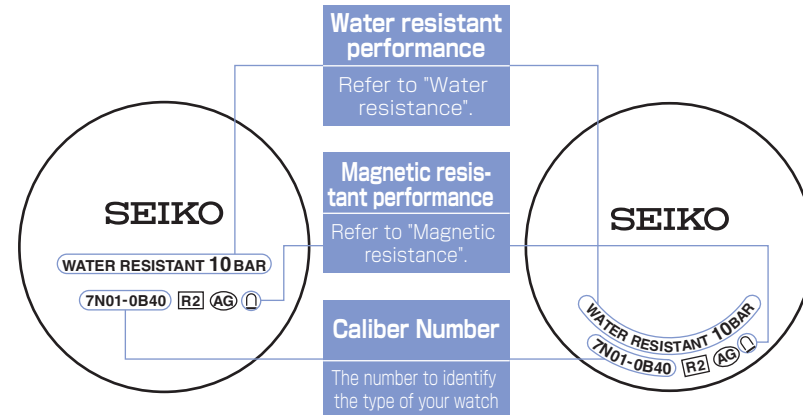 Water resistant
performance
Refer to "Water
resistance".
Magnetic resis-
tant performance
Refer to "Magnetic
resistance".
Caliber Number
The number to identify
the type of your watch
SEIKO
WATER RESISTANT 10 BAR
7N01-0B40 R2 AG
SEIKO
WATER RESISTANT 10 BAR
7N01-0B40 R2 AG